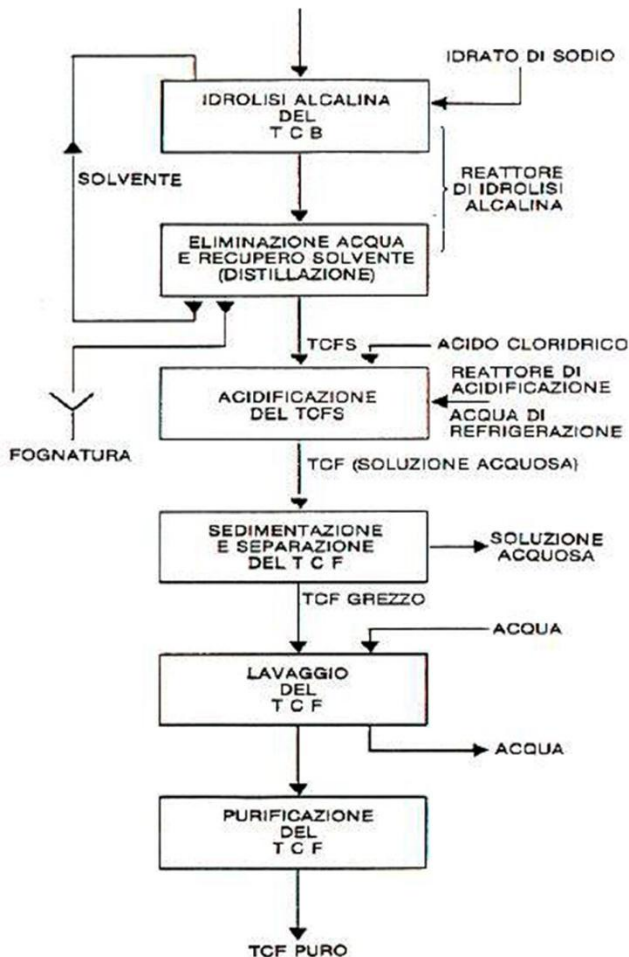 IDRATO DI SODIO
IDROLISI ALCALINA
DEL
T C B
SOLVENTE
REATTORE
DI IDROLISI
ALCALINA
ELIMINAZIONE ACQUA
E RECUPERO SOLVENTE
(DISTILLAZIONE)
TCFS
ACIDO CLORIDRICO
REATTORE DI
ACIDIFICAZIONE
ACIDIFICAZIONE
DEL TCFS
ACQUA DI
REFRIGERAZIONE
FOGNATURA
TCF (SOLUZIONE ACQUOSA)
SEDIMENTAZIONE
E SEPARAZIONE
DEL T C F
SOLUZIONE
ACQUOSA
TCF GREZZO
ACQUA
LAVAGGIO
DEL
T C F
ACQUA
PURIFICAZIONE
DEL
T C F
TCF PURO